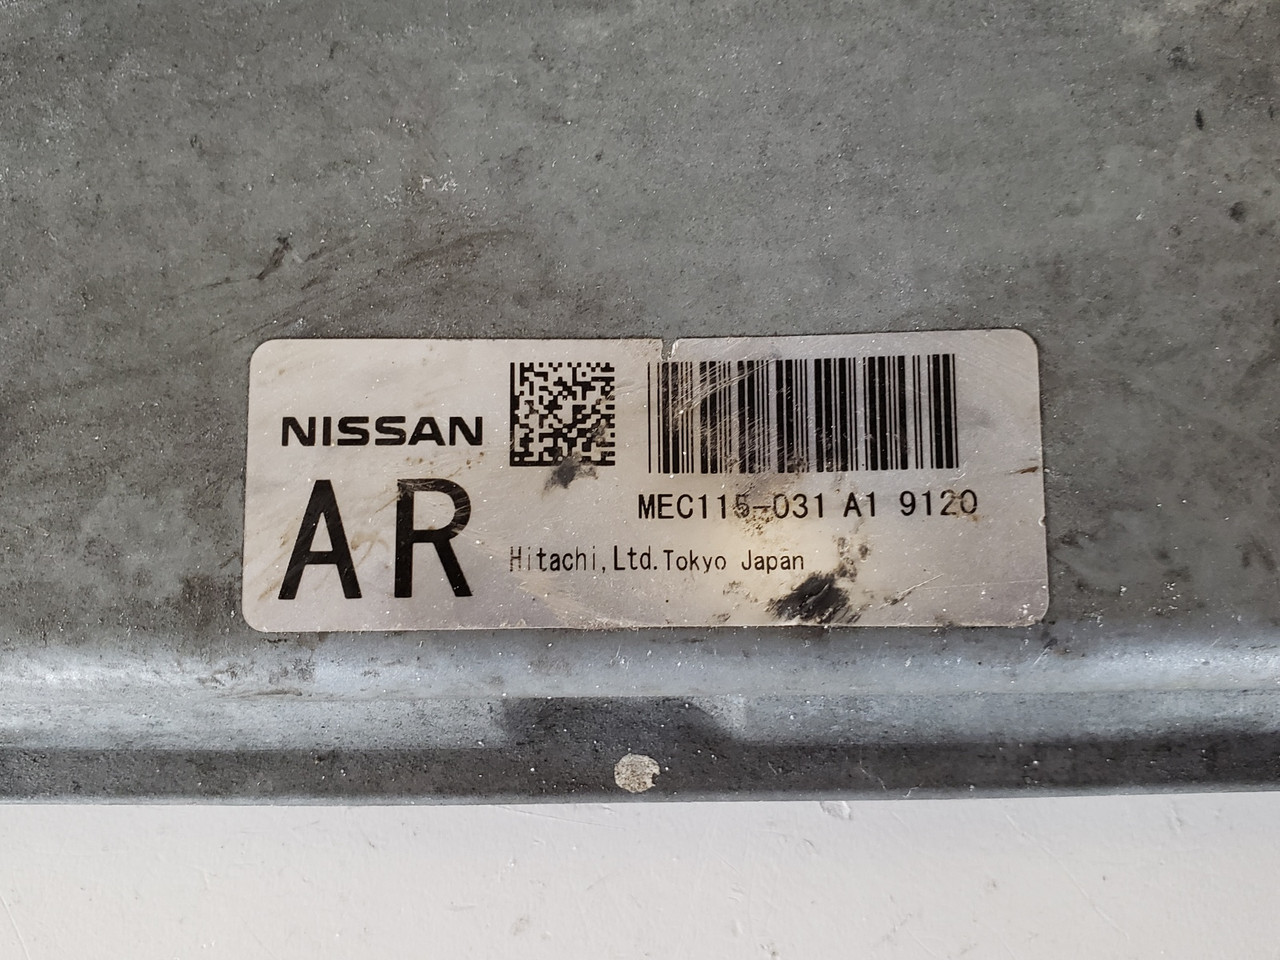 NISSAN
AR
MEC115-031 A1 9120
Hitachi,Ltd.Tokyo Japan